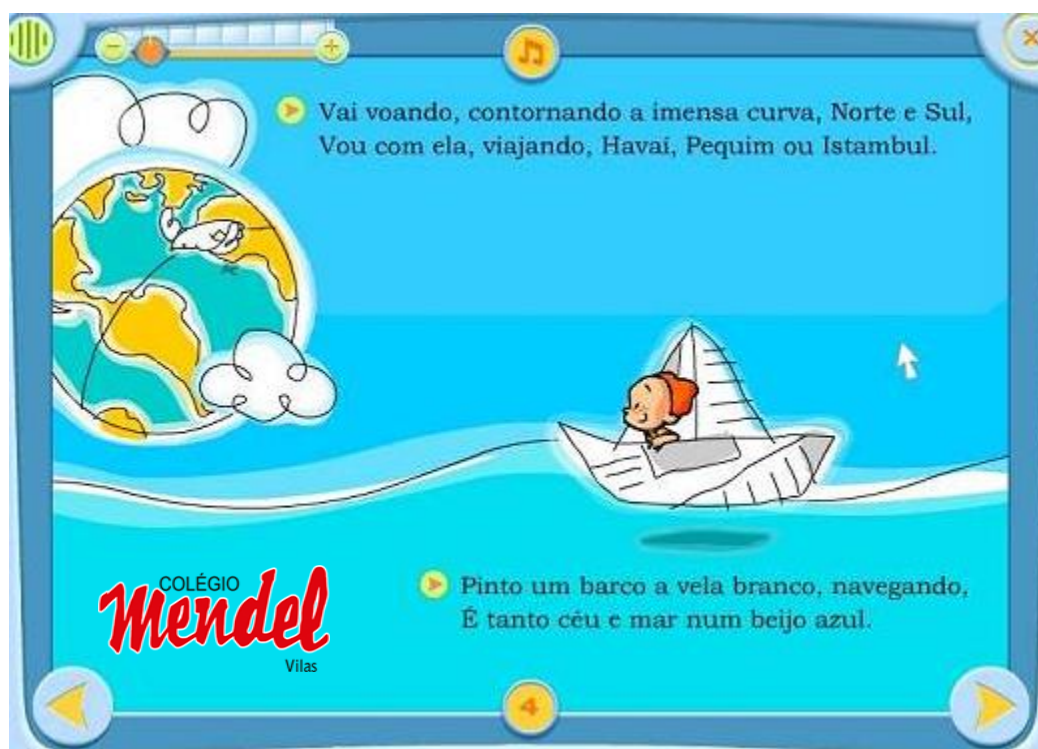 Vai voando, contornando a imensa curva, Norte e Sul,
Vou com ela, viajando, Havaí, Pequim ou Istambul.
COLÉGIO
Mendel
Vilas
Pinto um barco a vela branco, navegando,
É tanto céu e mar num beijo azul.
4